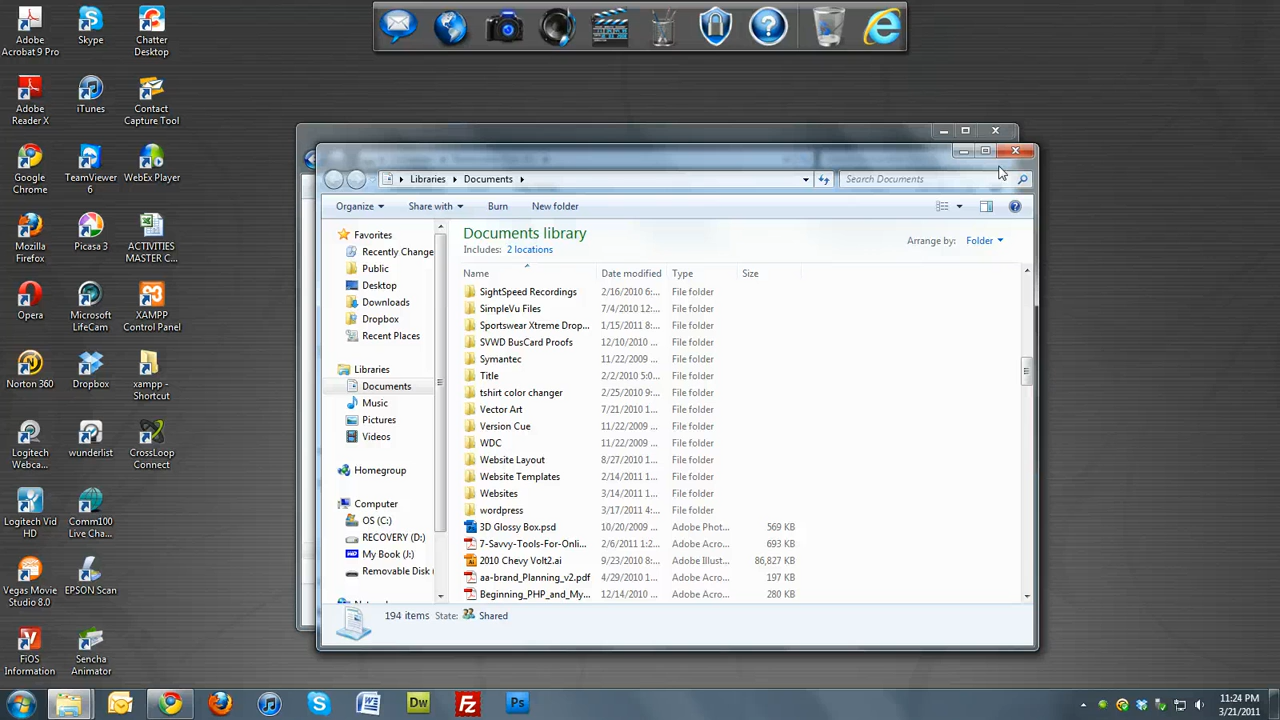 Adobe Acrobat 9 Pro
Skype
Chatter Desktop
Adobe Reader X
iTunes
Contact Capture Tool
Google Chrome
TeamViewer 6
WebEx Player
Mozilla Firefox
Picasa 3
ACTIVITIES MASTER C...
Opera
Microsoft LifeCam
XAMPP Control Panel
Norton 360
Dropbox
xampp - Shortcut
Logitech Webca...
wunderlist
CrossLoop Connect
Logitech Vid HD
Comm100 Live Cha...
Vegas Movie Studio 8.0
EPSON Scan
FiOS Information
Sencha Animator
Libraries Documents
Search Documents
Organize Share with Burn New folder
Favorites
Recently Change
Public
Desktop
Downloads
Dropbox
Recent Places
Libraries
Documents
Music
Pictures
Videos
Homegroup
Computer
OS (C:)
RECOVERY (D:)
My Book (J:)
Removable Disk
Documents library
Includes: 2 locations
Arrange by: Folder
Name Date modified Type Size
SightSpeed Recordings 2/16/2010 6:... File folder
SimpleVu Files 7/4/2010 12:... File folder
Sportswear Xtreme Drop... 1/15/2011 8:... File folder
SVWD BusCard Proofs 12/10/2010 ... File folder
Symantec 11/22/2009 ... File folder
Title 2/2/2010 5:0... File folder
tshirt color changer 2/25/2010 9:... File folder
Vector Art 7/21/2010 1... File folder
Version Cue 11/22/2009 ... File folder
WDC 11/22/2009 ... File folder
Website Layout 8/27/2010 1... File folder
Website Templates 2/14/2011 1... File folder
Websites 3/14/2011 1... File folder
wordpress 3/17/2011 4:... File folder
3D Glossy Box.psd 10/20/2009 ... Adobe Phot... 569 KB
7-Savvy-Tools-For-Onli... 2/6/2011 1:2... Adobe Acro... 693 KB
2010 Chevy Volt2.ai 9/23/2010 8:... Adobe Illust... 86,827 KB
aa-brand_Planning_v2.pdf 4/29/2010 1... Adobe Acro... 197 KB
Beginning_PHP_and_My... 12/14/2010 ... Adobe Acro... 280 KB
194 items State: Shared
11:24 PM
3/21/2011